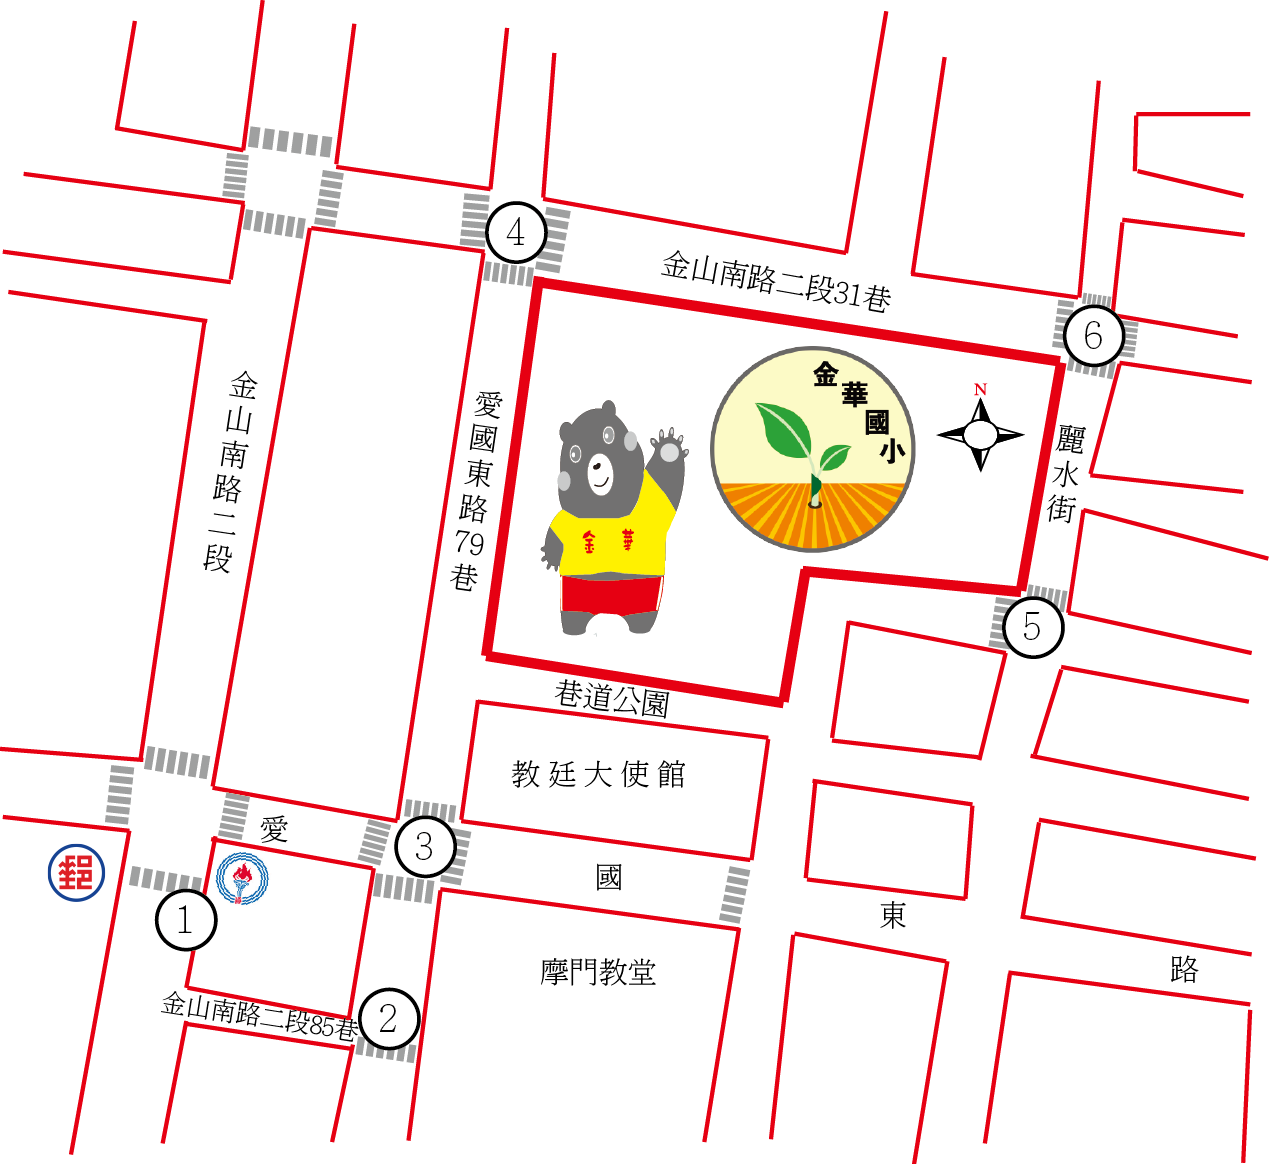 4
金山南路二段31巷
6
金華國小
N
金山南路二段
愛國東路79巷
麗水街
金華
5
巷道公園
教廷大使館
愛國東路
3
郵
1
摩門教堂
金山南路二段85巷
2